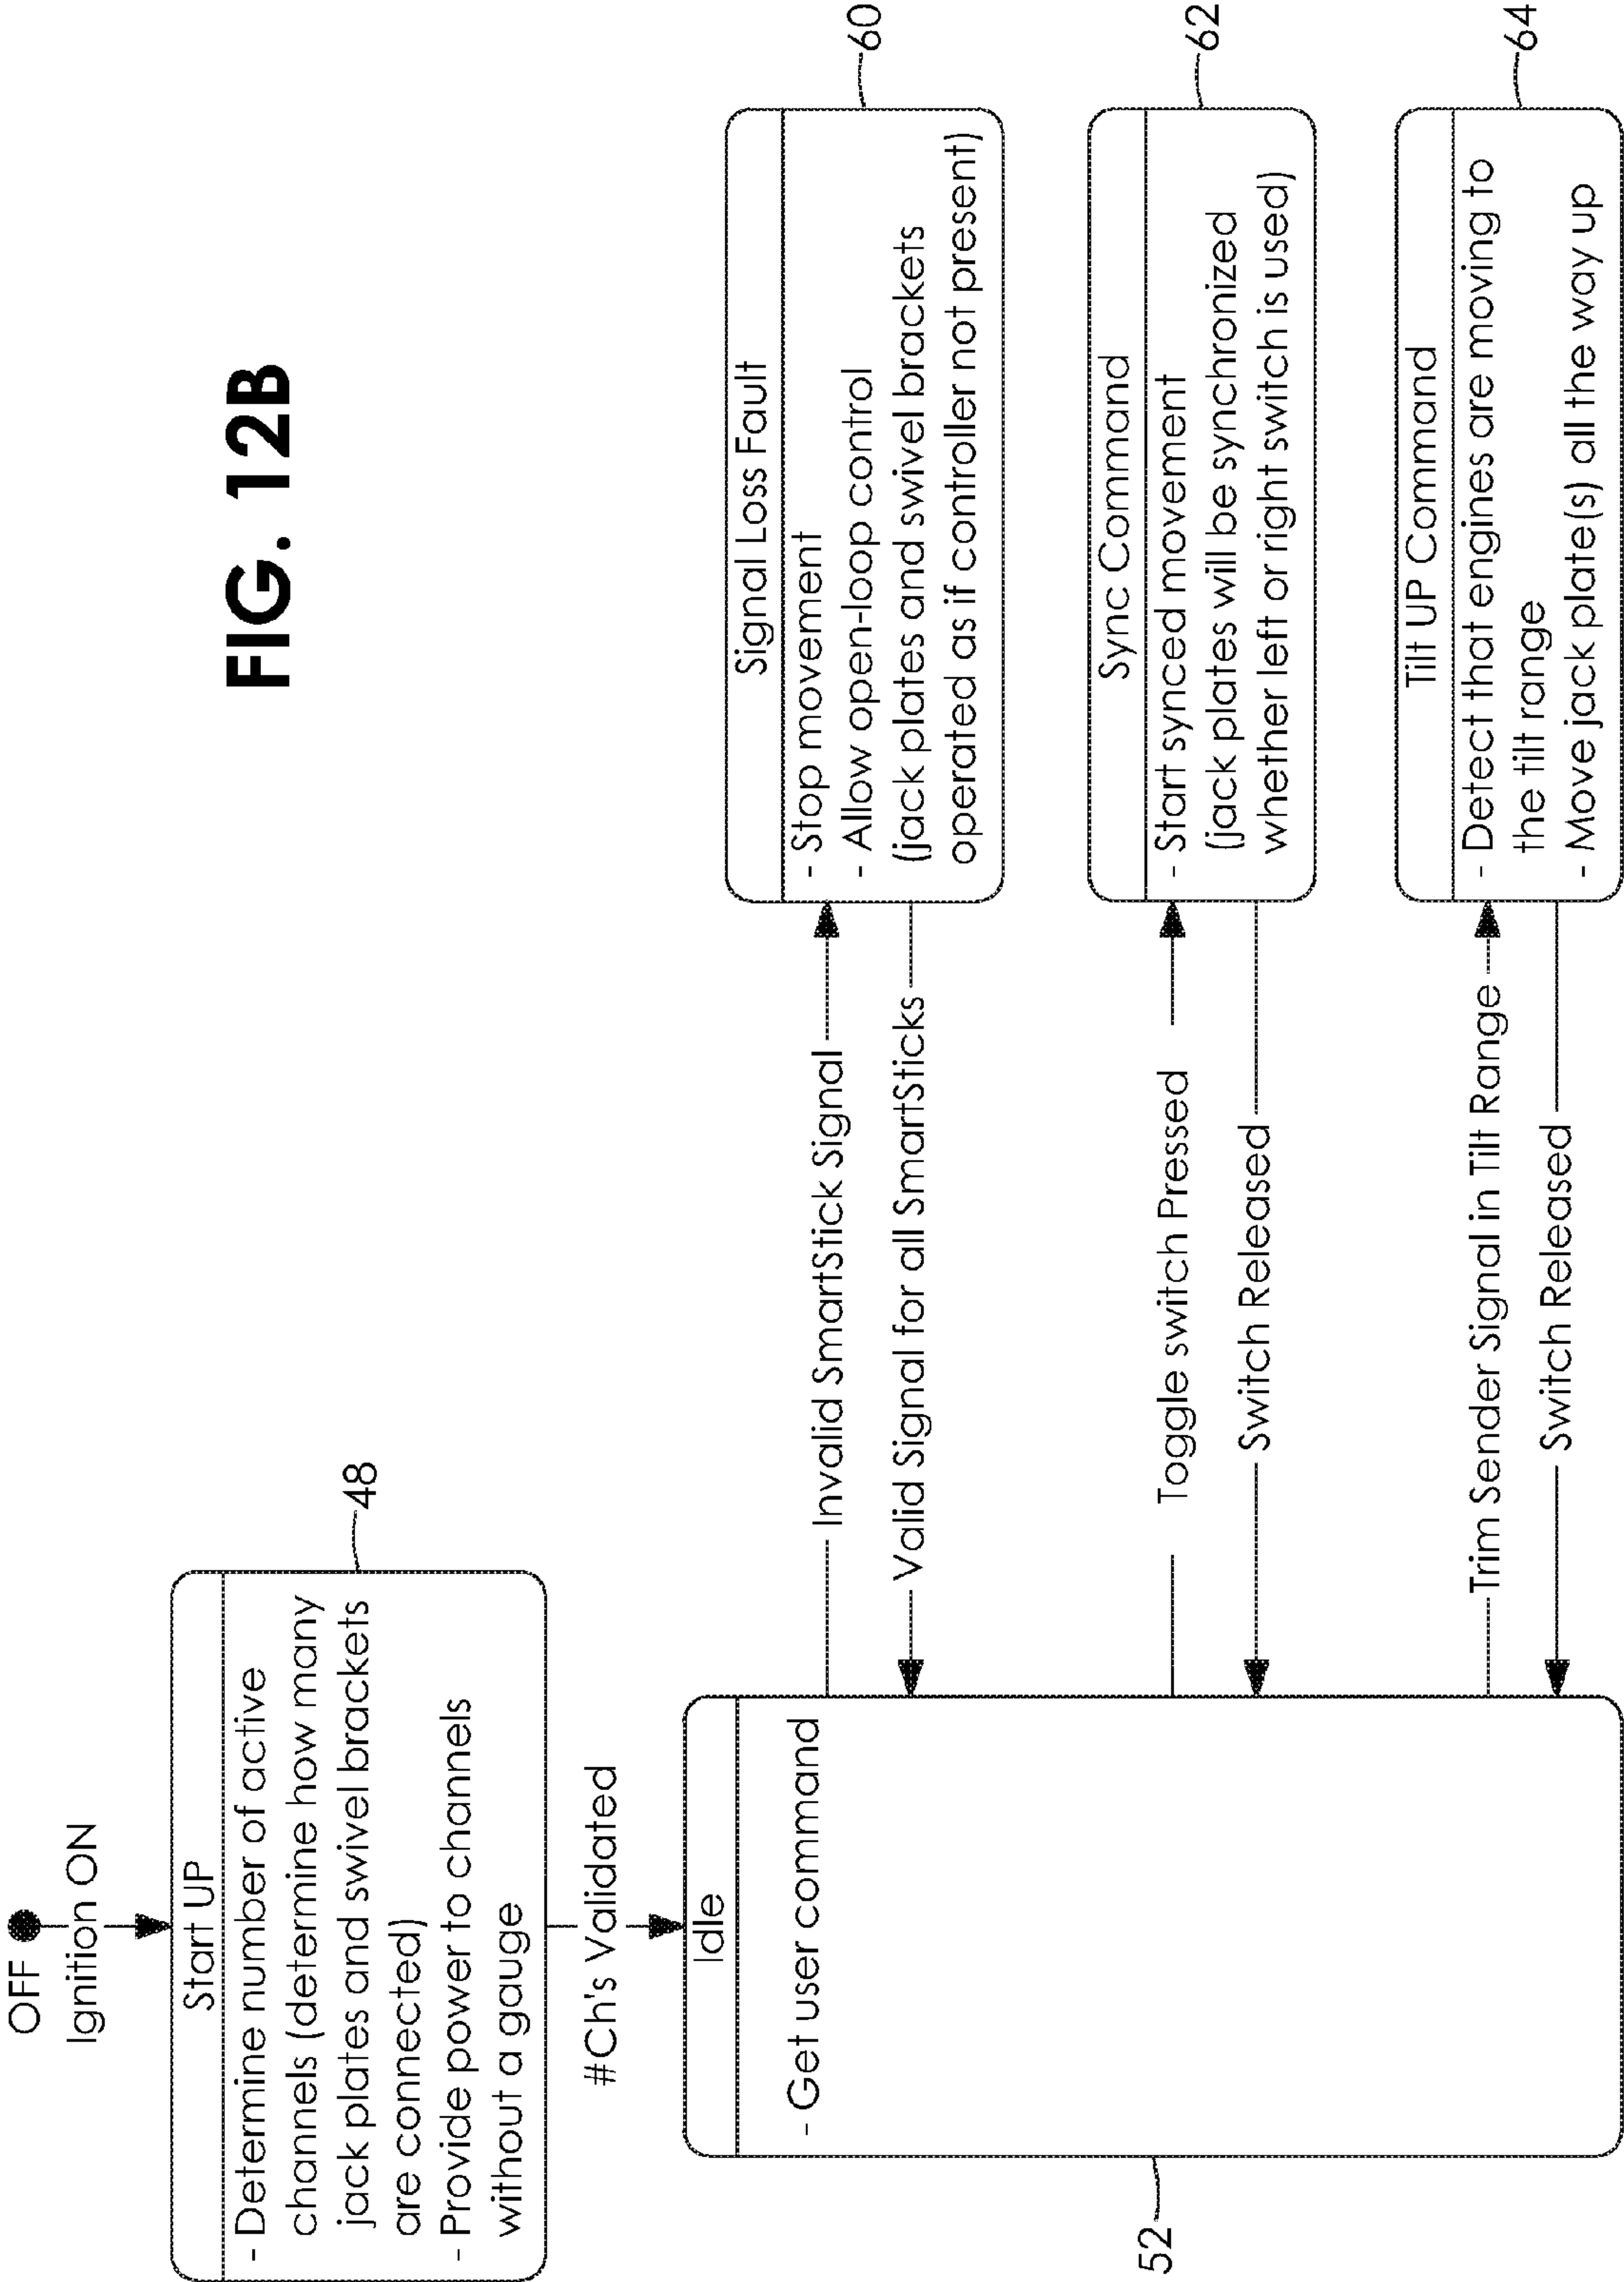 FIG. 12B
OFF
Ignition ON
Start UP
- Determine number of active
channels (determine how many
jack plates and swivel brackets
are connected)
- Provide power to channels
without a gauge
48
#Ch's Validated
Idle
- Get user command
52
Invalid SmartStick Signal
Valid Signal for all SmartSticks
Signal Loss Fault
- Stop movement
- Allow open-loop control
(jack plates and swivel brackets
operated as if controller not present)
60
Toggle switch Pressed
Switch Released
Sync Command
- Start synced movement
(jack plates will be synchronized
whether left or right switch is used)
62
Trim Sender Signal in Tilt Range
Switch Released
Tilt UP Command
- Detect that engines are moving to
the tilt range
- Move jack plate(s) all the way up
64